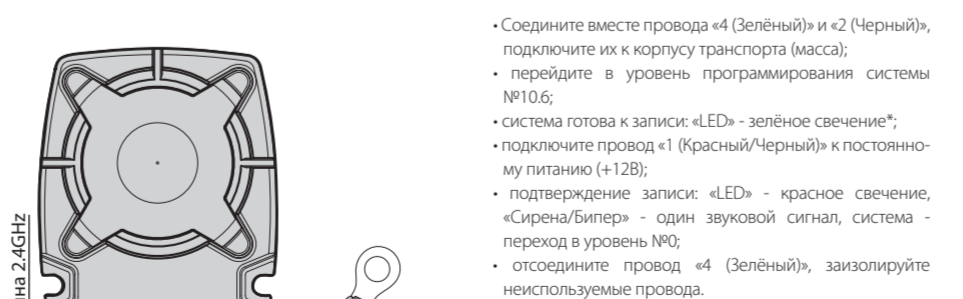 • Соедините вместе провода «4 (Зелёный)» и «2 (Черный)»,
подключите их к корпусу транспорта (масса);
• перейдите в уровень программирования системы
№10.6;
• система готова к записи: «LED» - зелёное свечение*;
• подключите провод «1 (Красный/Черный)» к постоянно-
му питанию (+12В);
• подтверждение записи: «LED» - красное свечение,
«Сирена/Бипер» - один звуковой сигнал, система -
переход в уровень №0;
• отсоедините провод «4 (Зелёный)», заизолируйте
неиспользуемые провода.
2.4GHz